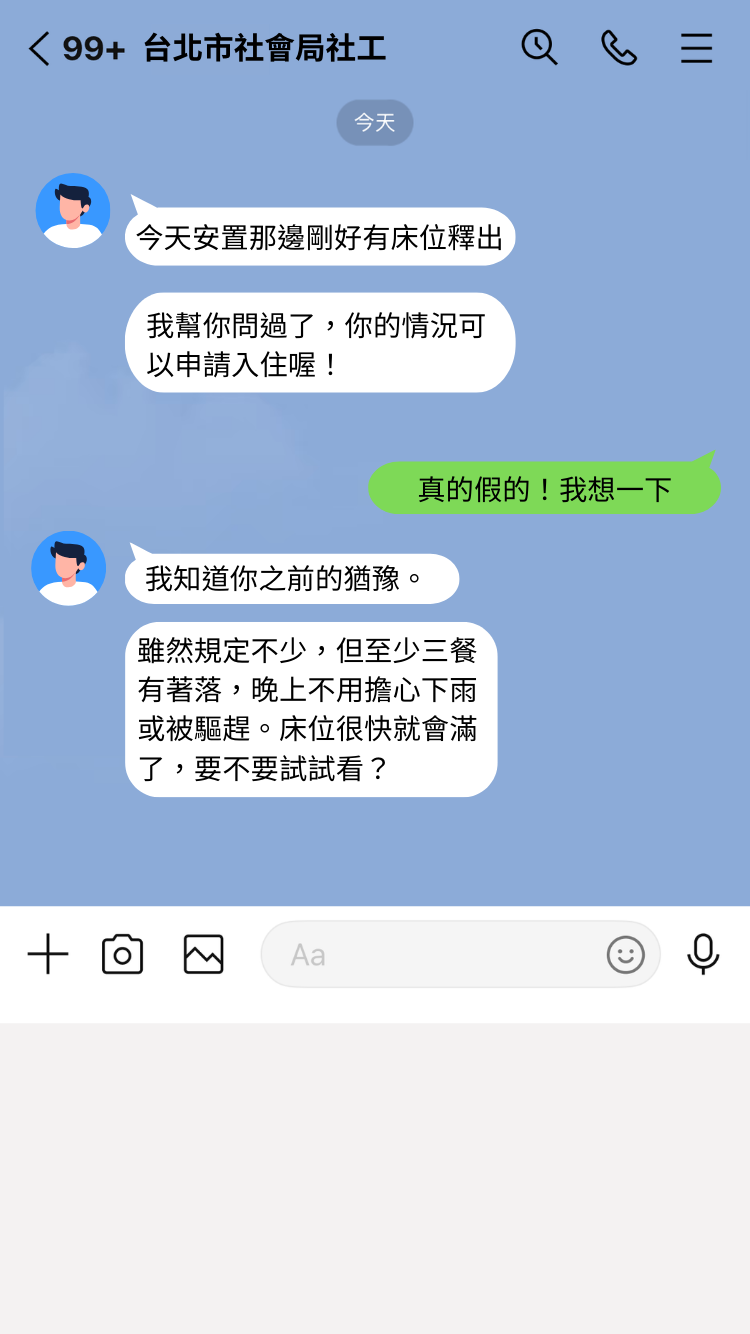 99+ 台北市社會局社工
今天
今天安置那邊剛好有床位釋出
我幫你問過了，你的情況可
以申請入住喔！
真的假的！我想一下
我知道你之前的猶豫。
雖然規定不少，但至少三餐
有著落，晚上不用擔心下雨
或被驅趕。床位很快就會滿
了，要不要試試看？
Aa